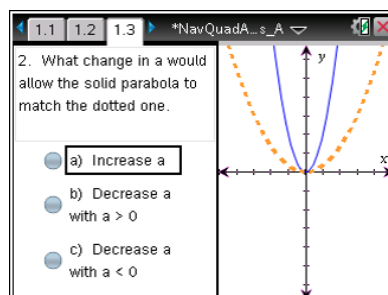 1.1 1.2 1.3 *NavQuadA…s_A
2. What change in a would
allow the solid parabola to
match the dotted one.
a) Increase a
b) Decrease a
with a > 0
c) Decrease a
with a < 0
y
x